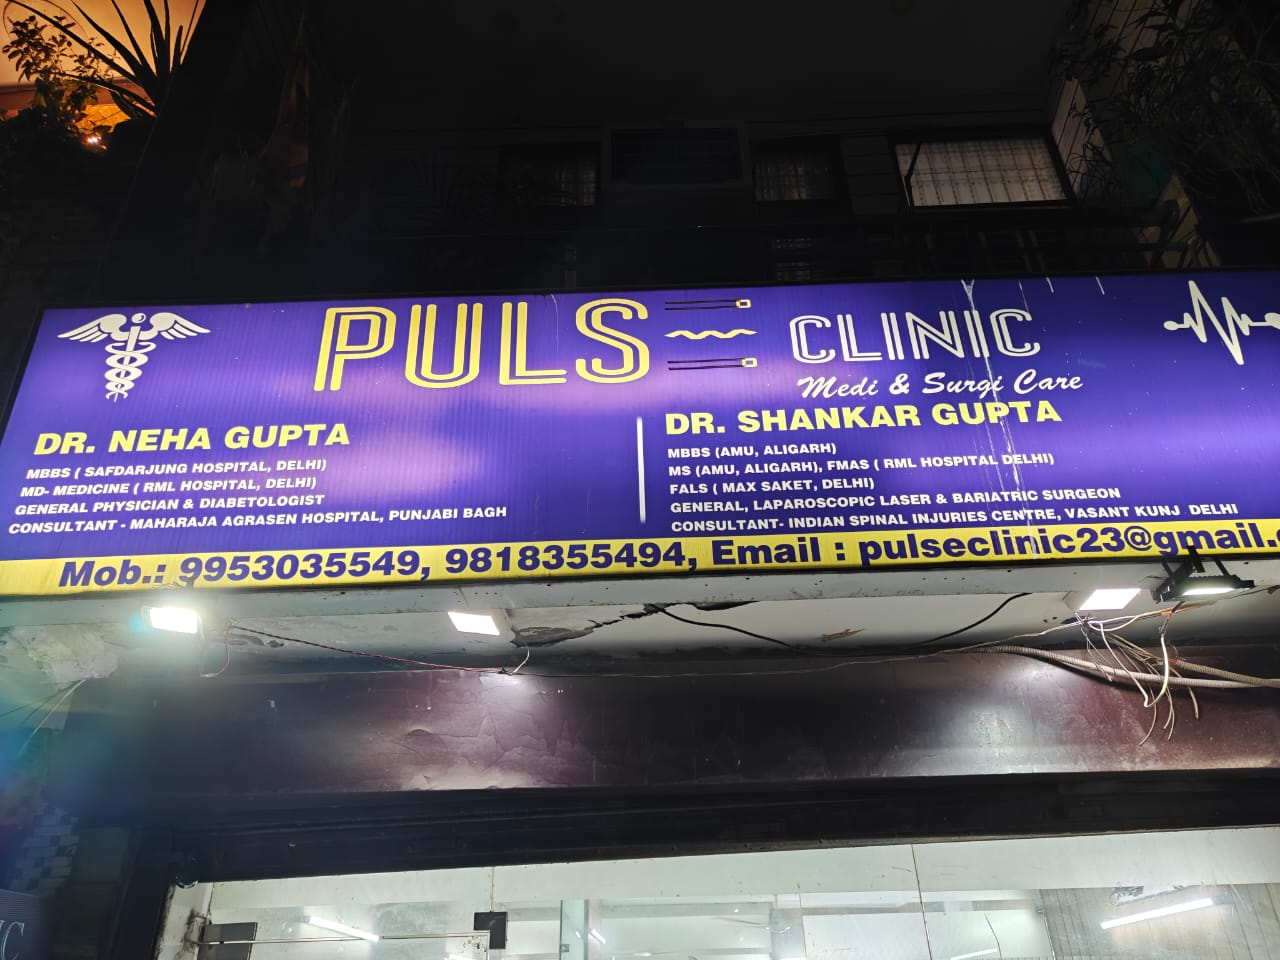 PULSE CLINIC
Medi & Surgi Care
DR. NEHA GUPTA
MBBS ( SAFDARJUNG HOSPITAL, DELHI)
MD- MEDICINE ( RML HOSPITAL, DELHI)
GENERAL PHYSICIAN & DIABETOLOGIST
CONSULTANT - MAHARAJA AGRASEN HOSPITAL, PUNJABI BAGH
DR. SHANKAR GUPTA
MBBS (AMU, ALIGARH)
MS (AMU, ALIGARH), FMAS ( RML HOSPITAL DELHI)
FALS ( MAX SAKET, DELHI)
GENERAL, LAPAROSCOPIC LASER & BARIATRIC SURGEON
CONSULTANT- INDIAN SPINAL INJURIES CENTRE, VASANT KUNJ DELHI
Mob.: 9953035549, 9818355494, Email : pulseclinic23@gmail.